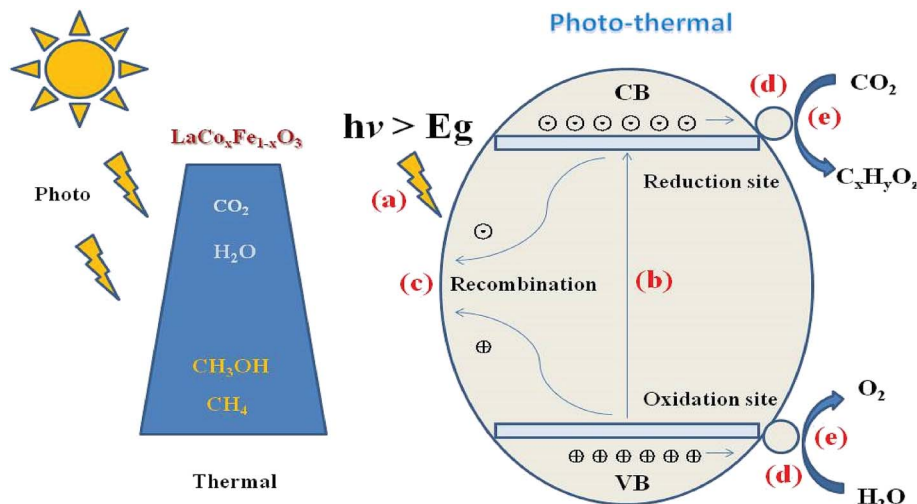 Photo-thermal
LaCoₓFe₁₋ₓO₃
Photo
CO₂
H₂O
CH₃OH
CH₄
Thermal
hν > Eg
(a)
CB
(d)
CO₂
(e)
CₓHᵧO_z
Reduction site
(c) Recombination
(b)
Oxidation site
VB
(d)
O₂
(e)
H₂O